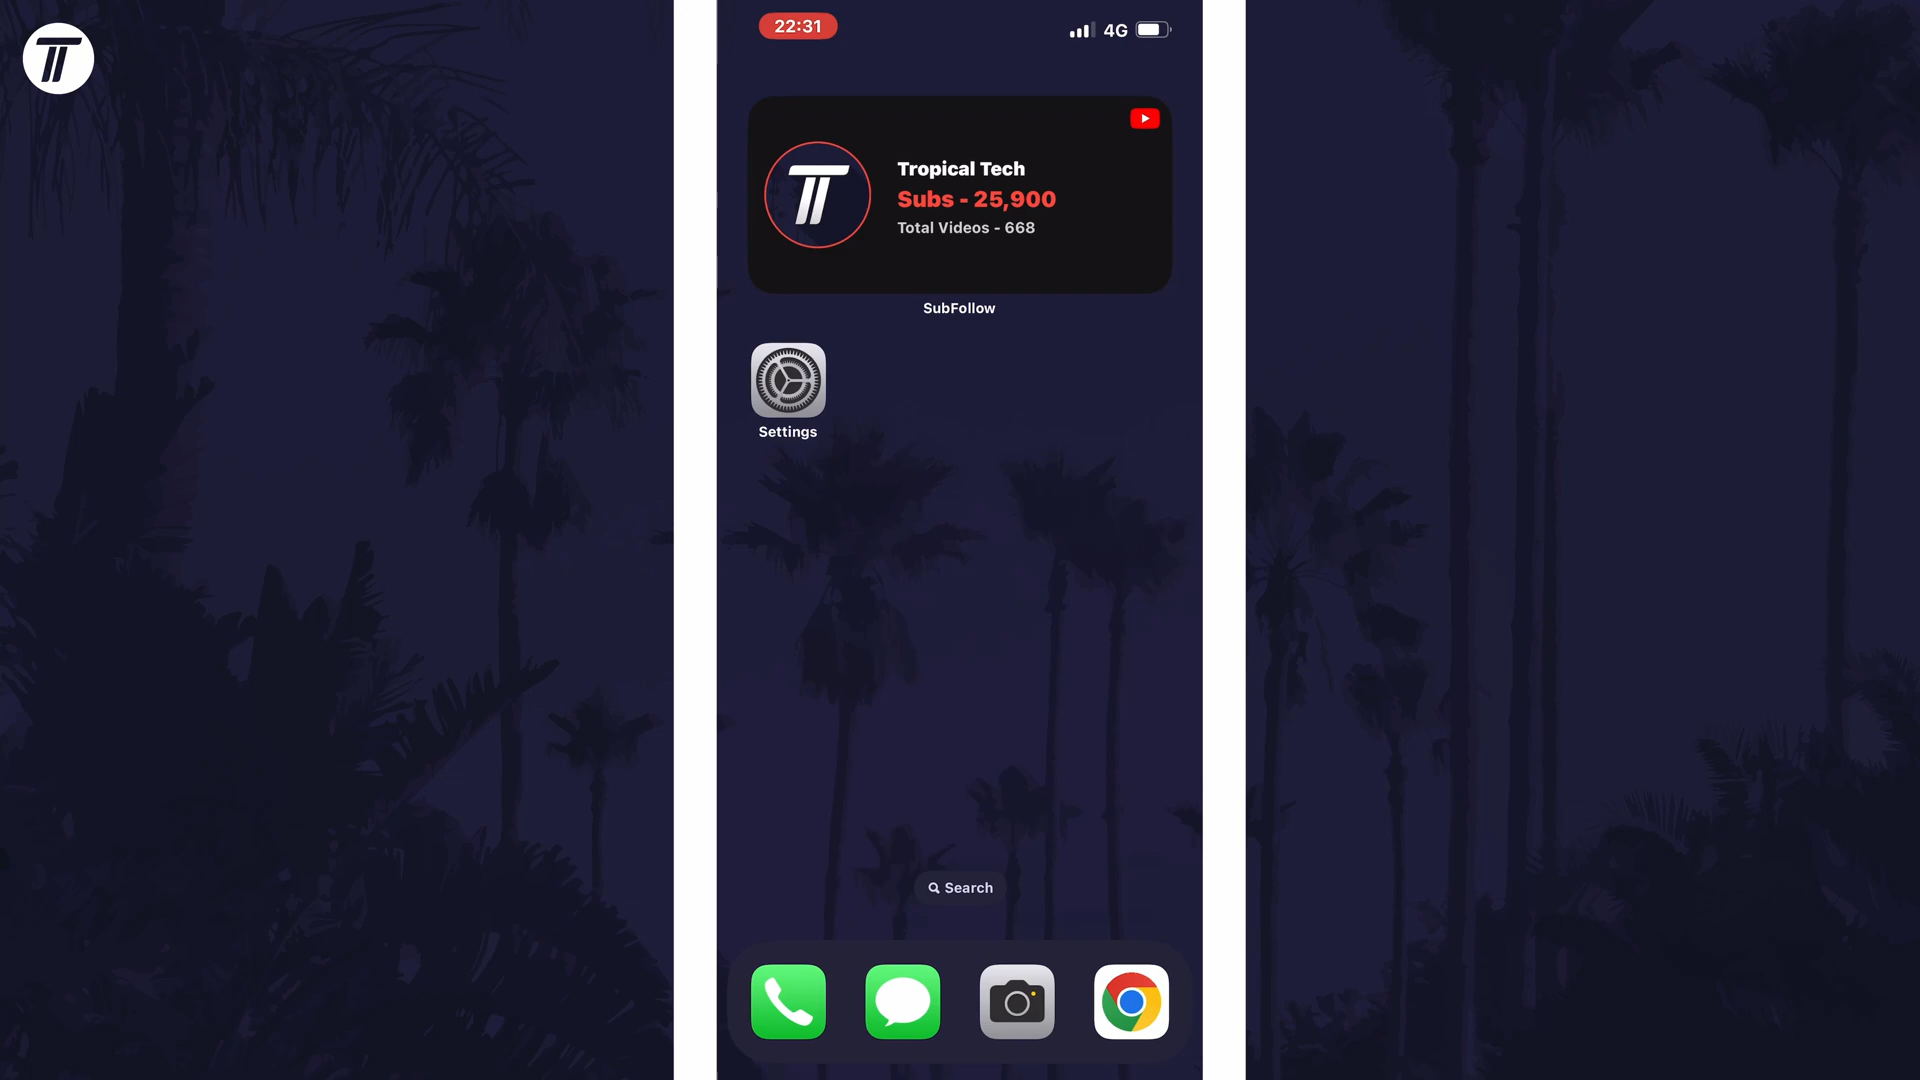 22:31
4G
Tropical Tech
Subs - 25,900
Total Videos - 668
SubFollow
Settings
Search